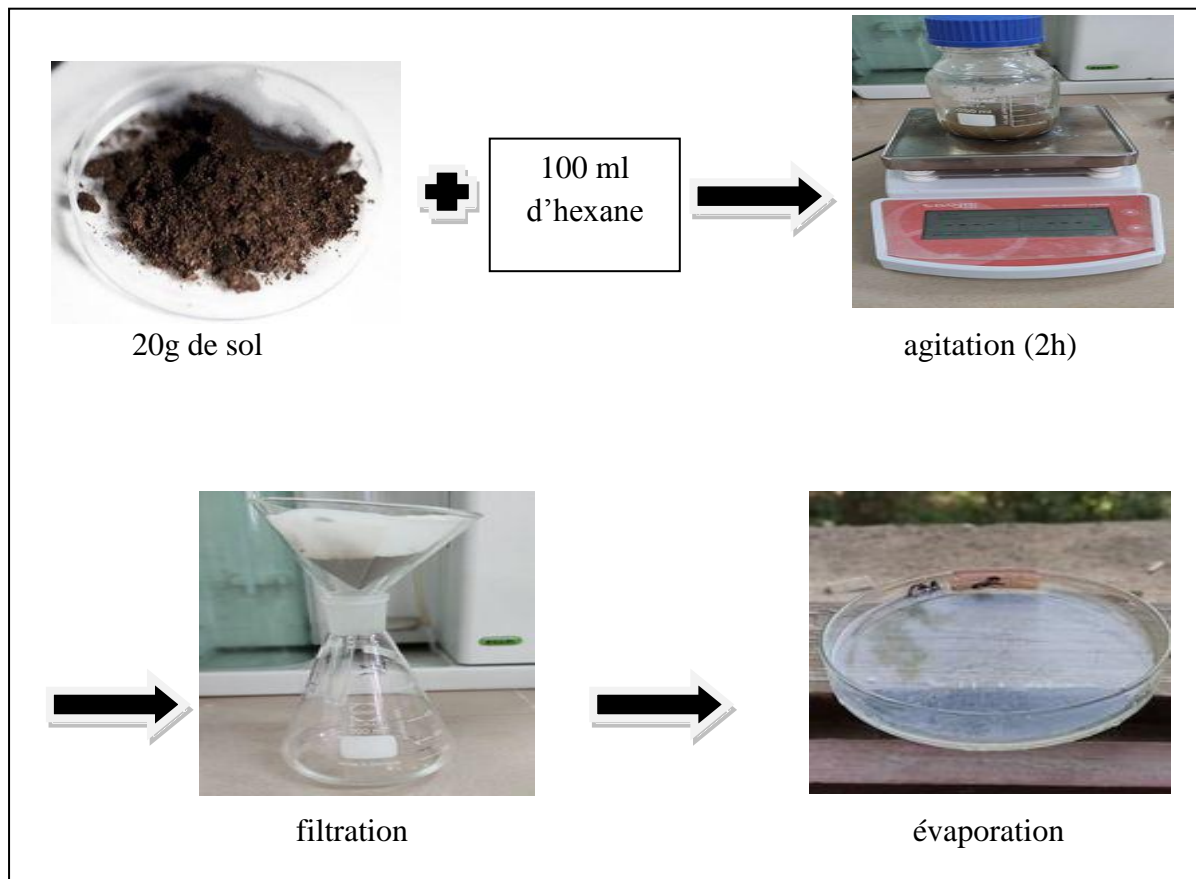 100 ml
d’hexane
20g de sol
agitation (2h)
filtration
évaporation